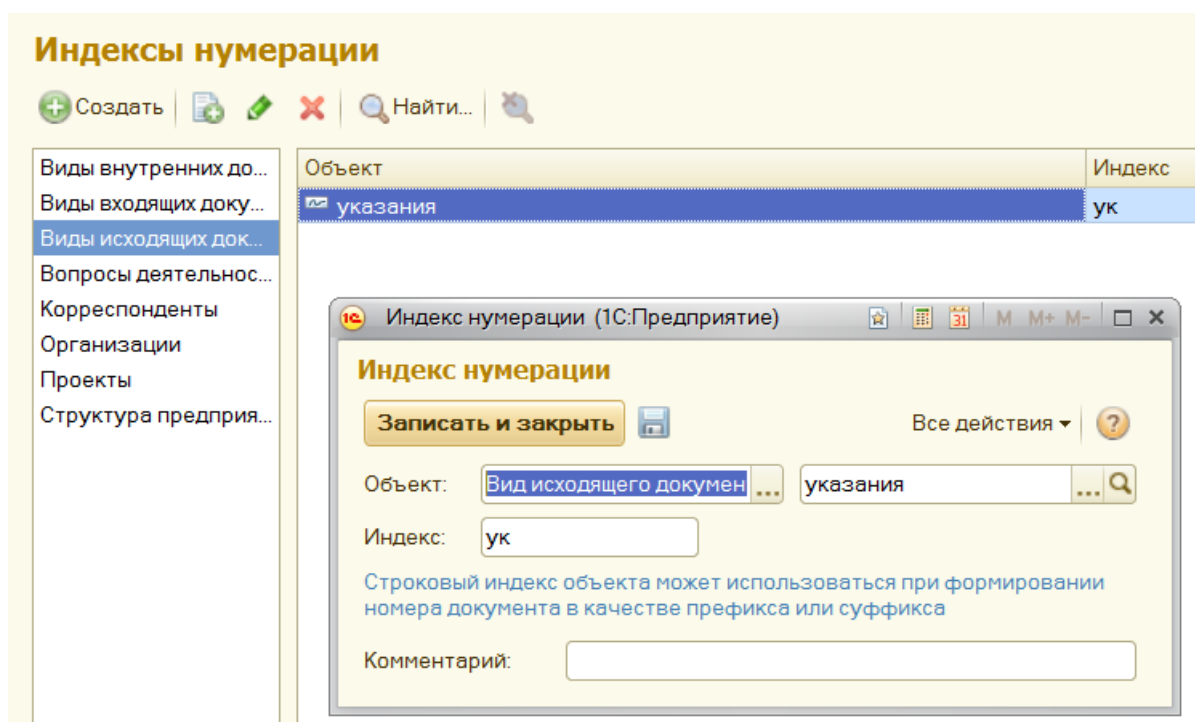 Индексы нумерации
Создать Найти...
Виды внутренних до...
Виды входящих доку...
Виды исходящих док...
Вопросы деятельнос...
Корреспонденты
Организации
Проекты
Структура предприя...
Объект Индекс
указания ук
Индекс нумерации (1С:Предприятие) 31 M M+ M-
Индекс нумерации
Записать и закрыть Все действия ?
Объект: Вид исходящего докумен ... указания ...
Индекс: ук
Строковый индекс объекта может использоваться при формировании
номера документа в качестве префикса или суффикса
Комментарий: